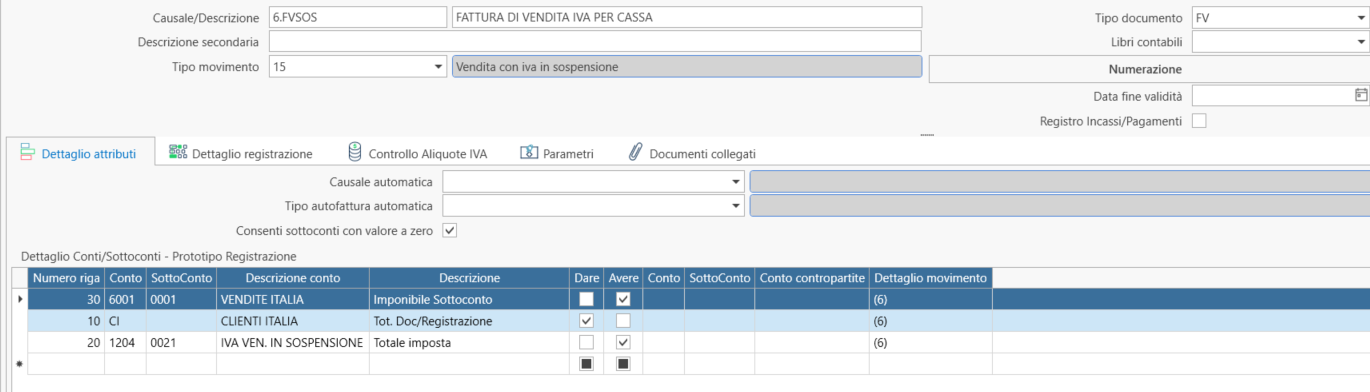 Causale/Descrizione 6.FVSOS FATTURA DI VENDITA IVA PER CASSA Tipo documento FV
Descrizione secondaria Libri contabili
Tipo movimento 15 Vendita con iva in sospensione Numerazione
Data fine validità
Registro Incassi/Pagamenti
Dettaglio attributi Dettaglio registrazione Controllo Aliquote IVA Parametri Documenti collegati
Causale automatica
Tipo autofattura automatica
Consenti sottoconti con valore a zero
Dettaglio Conti/Sottoconti - Prototipo Registrazione
Numero riga Conto SottoConto Descrizione conto Descrizione Dare Avere Conto SottoConto Conto contropartite Dettaglio movimento
30 6001 0001 VENDITE ITALIA Imponibile Sottoconto (6)
10 CI CLIENTI ITALIA Tot. Doc/Registrazione (6)
20 1204 0021 IVA VEN. IN SOSPENSIONE Totale imposta (6)